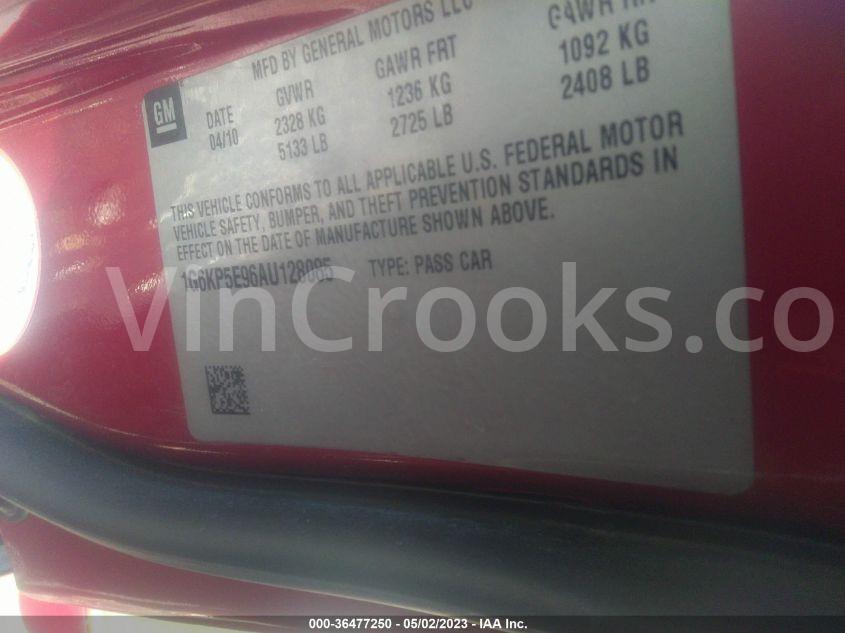 MFD BY GENERAL MOTORS LLC
GM
DATE GVWR GAWR FRT GAWR RR
04/10 2328 KG 1236 KG 1092 KG
5133 LB 2725 LB 2408 LB
THIS VEHICLE CONFORMS TO ALL APPLICABLE U.S. FEDERAL MOTOR
VEHICLE SAFETY, BUMPER, AND THEFT PREVENTION STANDARDS IN
EFFECT ON THE DATE OF MANUFACTURE SHOWN ABOVE.
TYPE: PASS CAR
VinCrooks.co
000-36477250 - 05/02/2023 - IAA Inc.